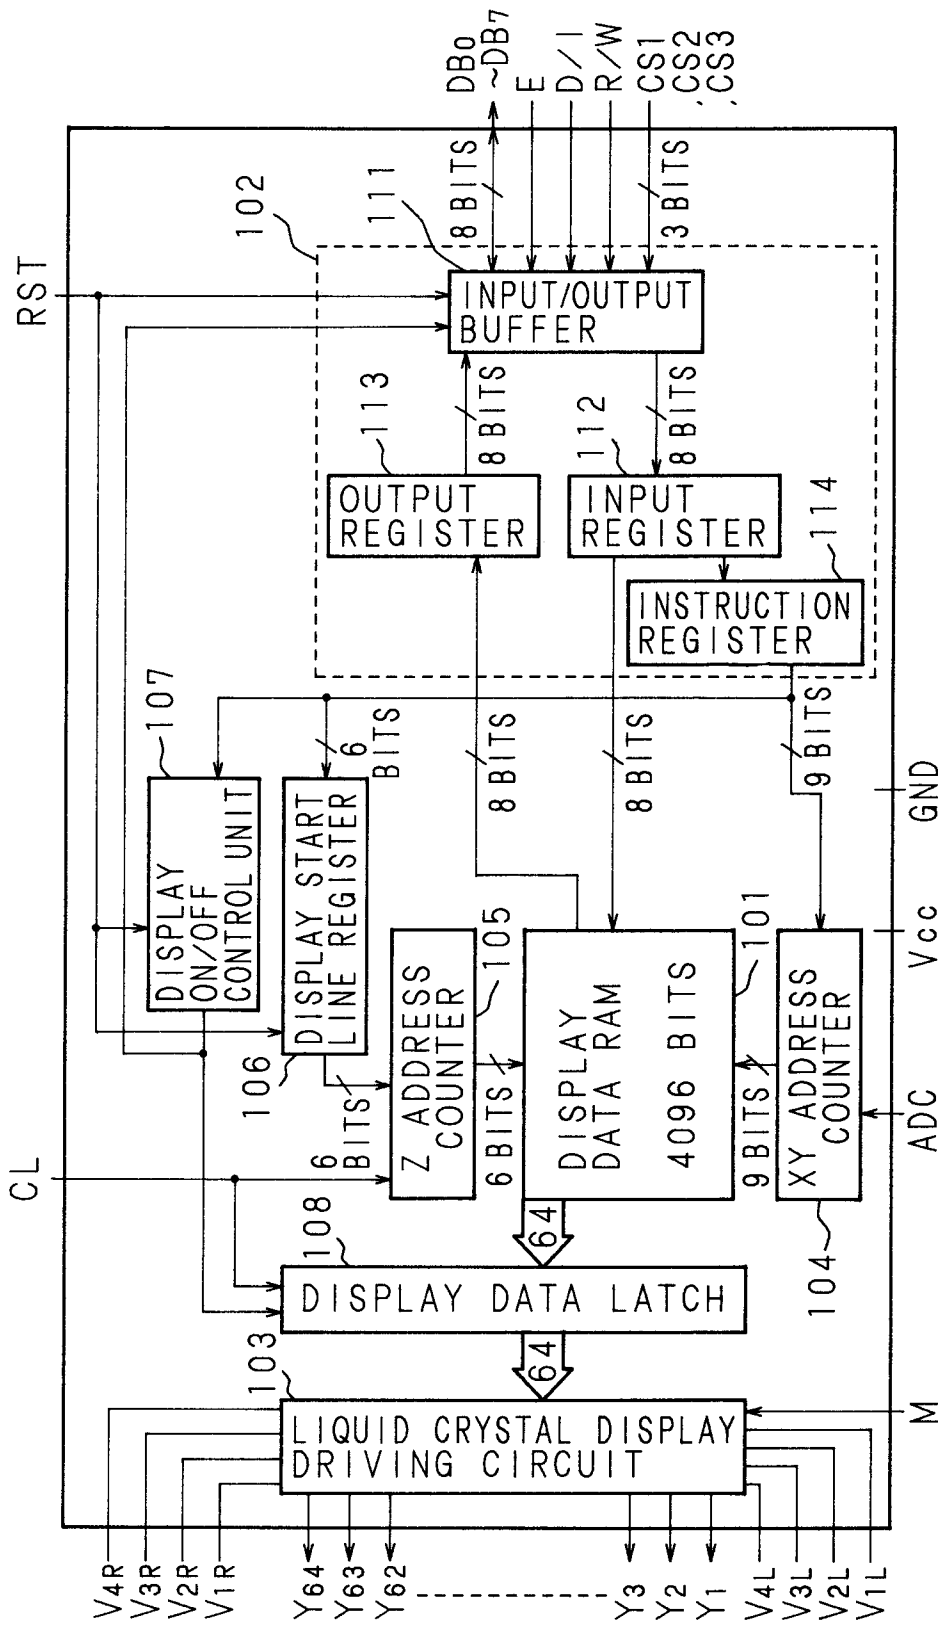 V4R
V3R
V2R
V1R
Y64
Y63
Y62
Y3
Y2
Y1
V4L
V3L
V2L
V1L
103
LIQUID CRYSTAL DISPLAY
DRIVING CIRCUIT
M
64
108
DISPLAY DATA LATCH
64
CL
107
DISPLAY
ON/OFF
CONTROL UNIT
106
DISPLAY START
LINE REGISTER
6
BITS
6
BITS
105
Z ADDRESS
COUNTER
6 BITS
101
DISPLAY
DATA RAM
4096 BITS
9 BITS
104
XY ADDRESS
COUNTER
ADC
Vcc
GND
8 BITS
8 BITS
9 BITS
RST
102
113
OUTPUT
REGISTER
8 BITS
112
INPUT
REGISTER
8 BITS
114
INSTRUCTION
REGISTER
111
INPUT/OUTPUT
BUFFER
8 BITS
3 BITS
DB0
~DB7
E
D/I
R/W
CS1
,CS2
,CS3